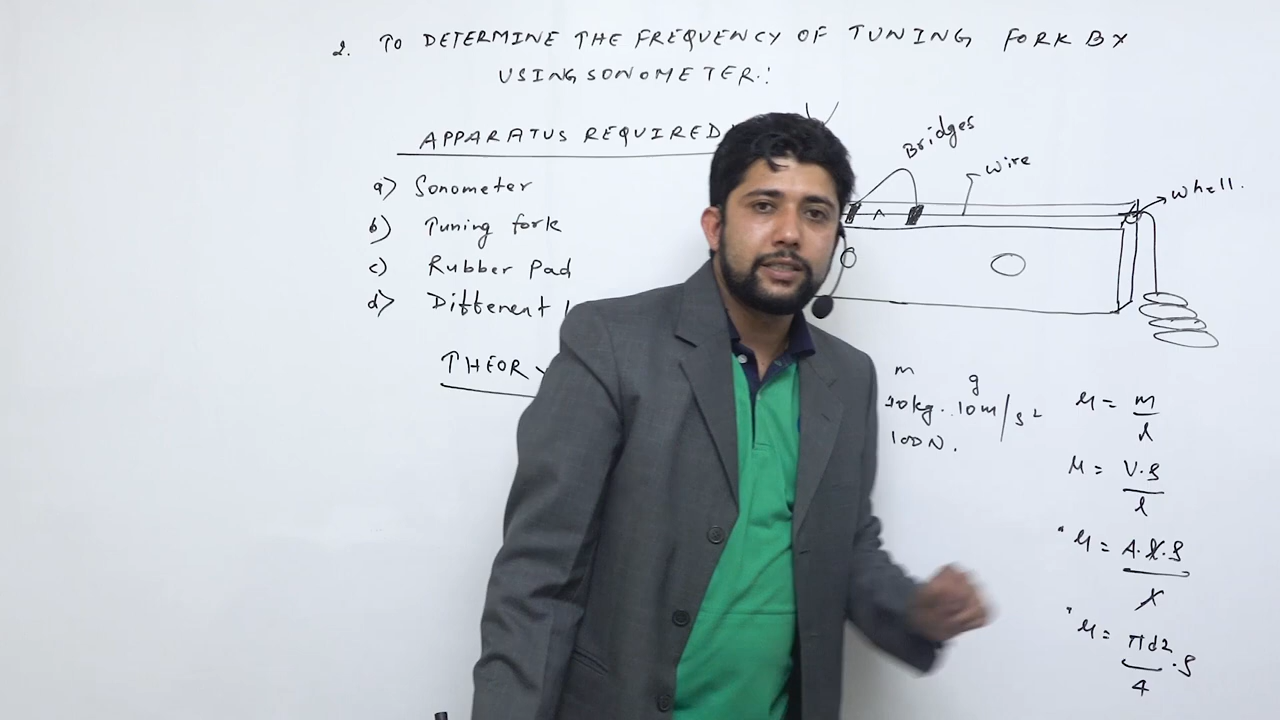 2. TO DETERMINE THE FREQUENCY OF TUNING FORK BY
USING SONOMETER.:
APPARATUS REQUIRED
a) Sonometer
b) Tuning fork
c) Rubber Pad
d) Different
THEORY
Bridges
wire
whell.
m g
10kg. 10m/s²
100N.
μ = m/l
μ = V.ρ/l
" μ = A.l.ρ/l
" μ = πd2/4 .ρ